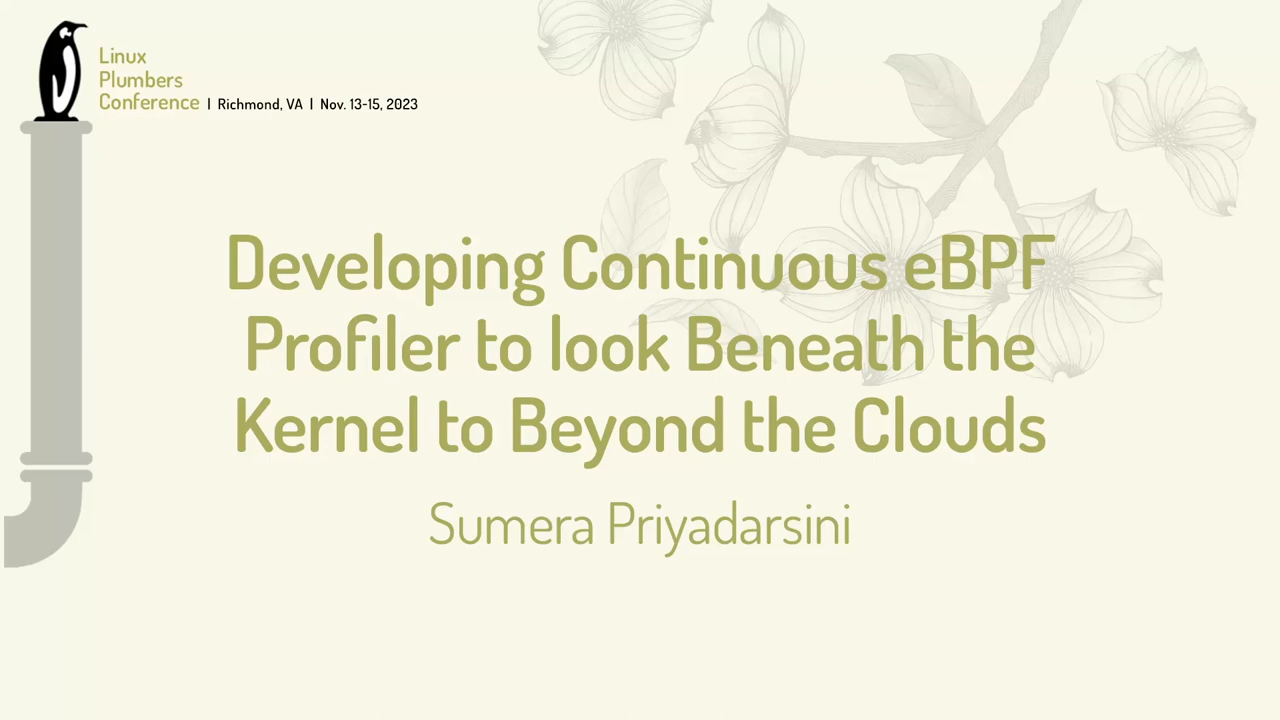 Linux
Plumbers
Conference | Richmond, VA | Nov. 13-15, 2023
Developing Continuous eBPF
Profiler to look Beneath the
Kernel to Beyond the Clouds
Sumera Priyadarsini